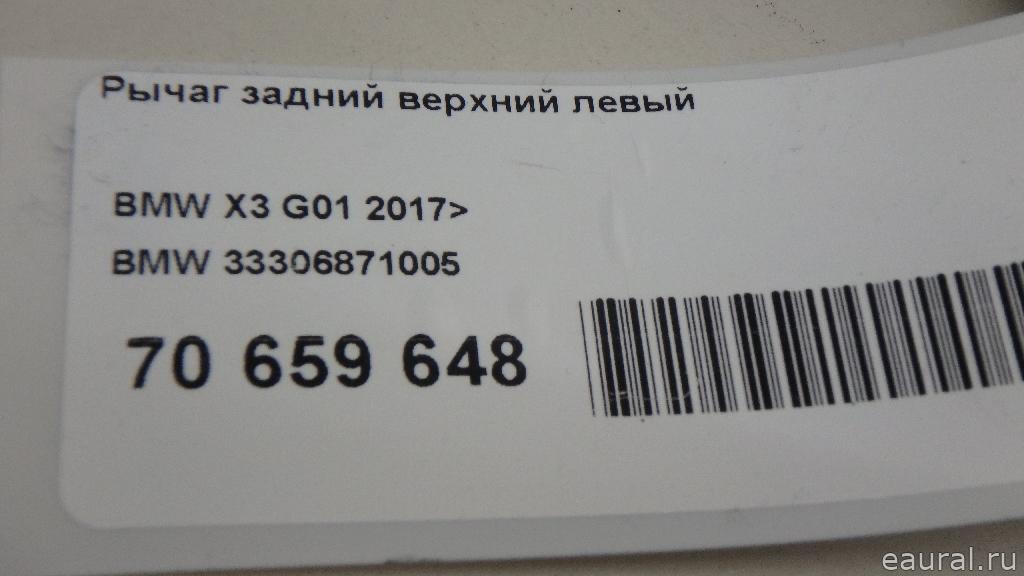 Рычаг задний верхний левый
BMW X3 G01 2017>
BMW 33306871005
70 659 648
eaural.ru